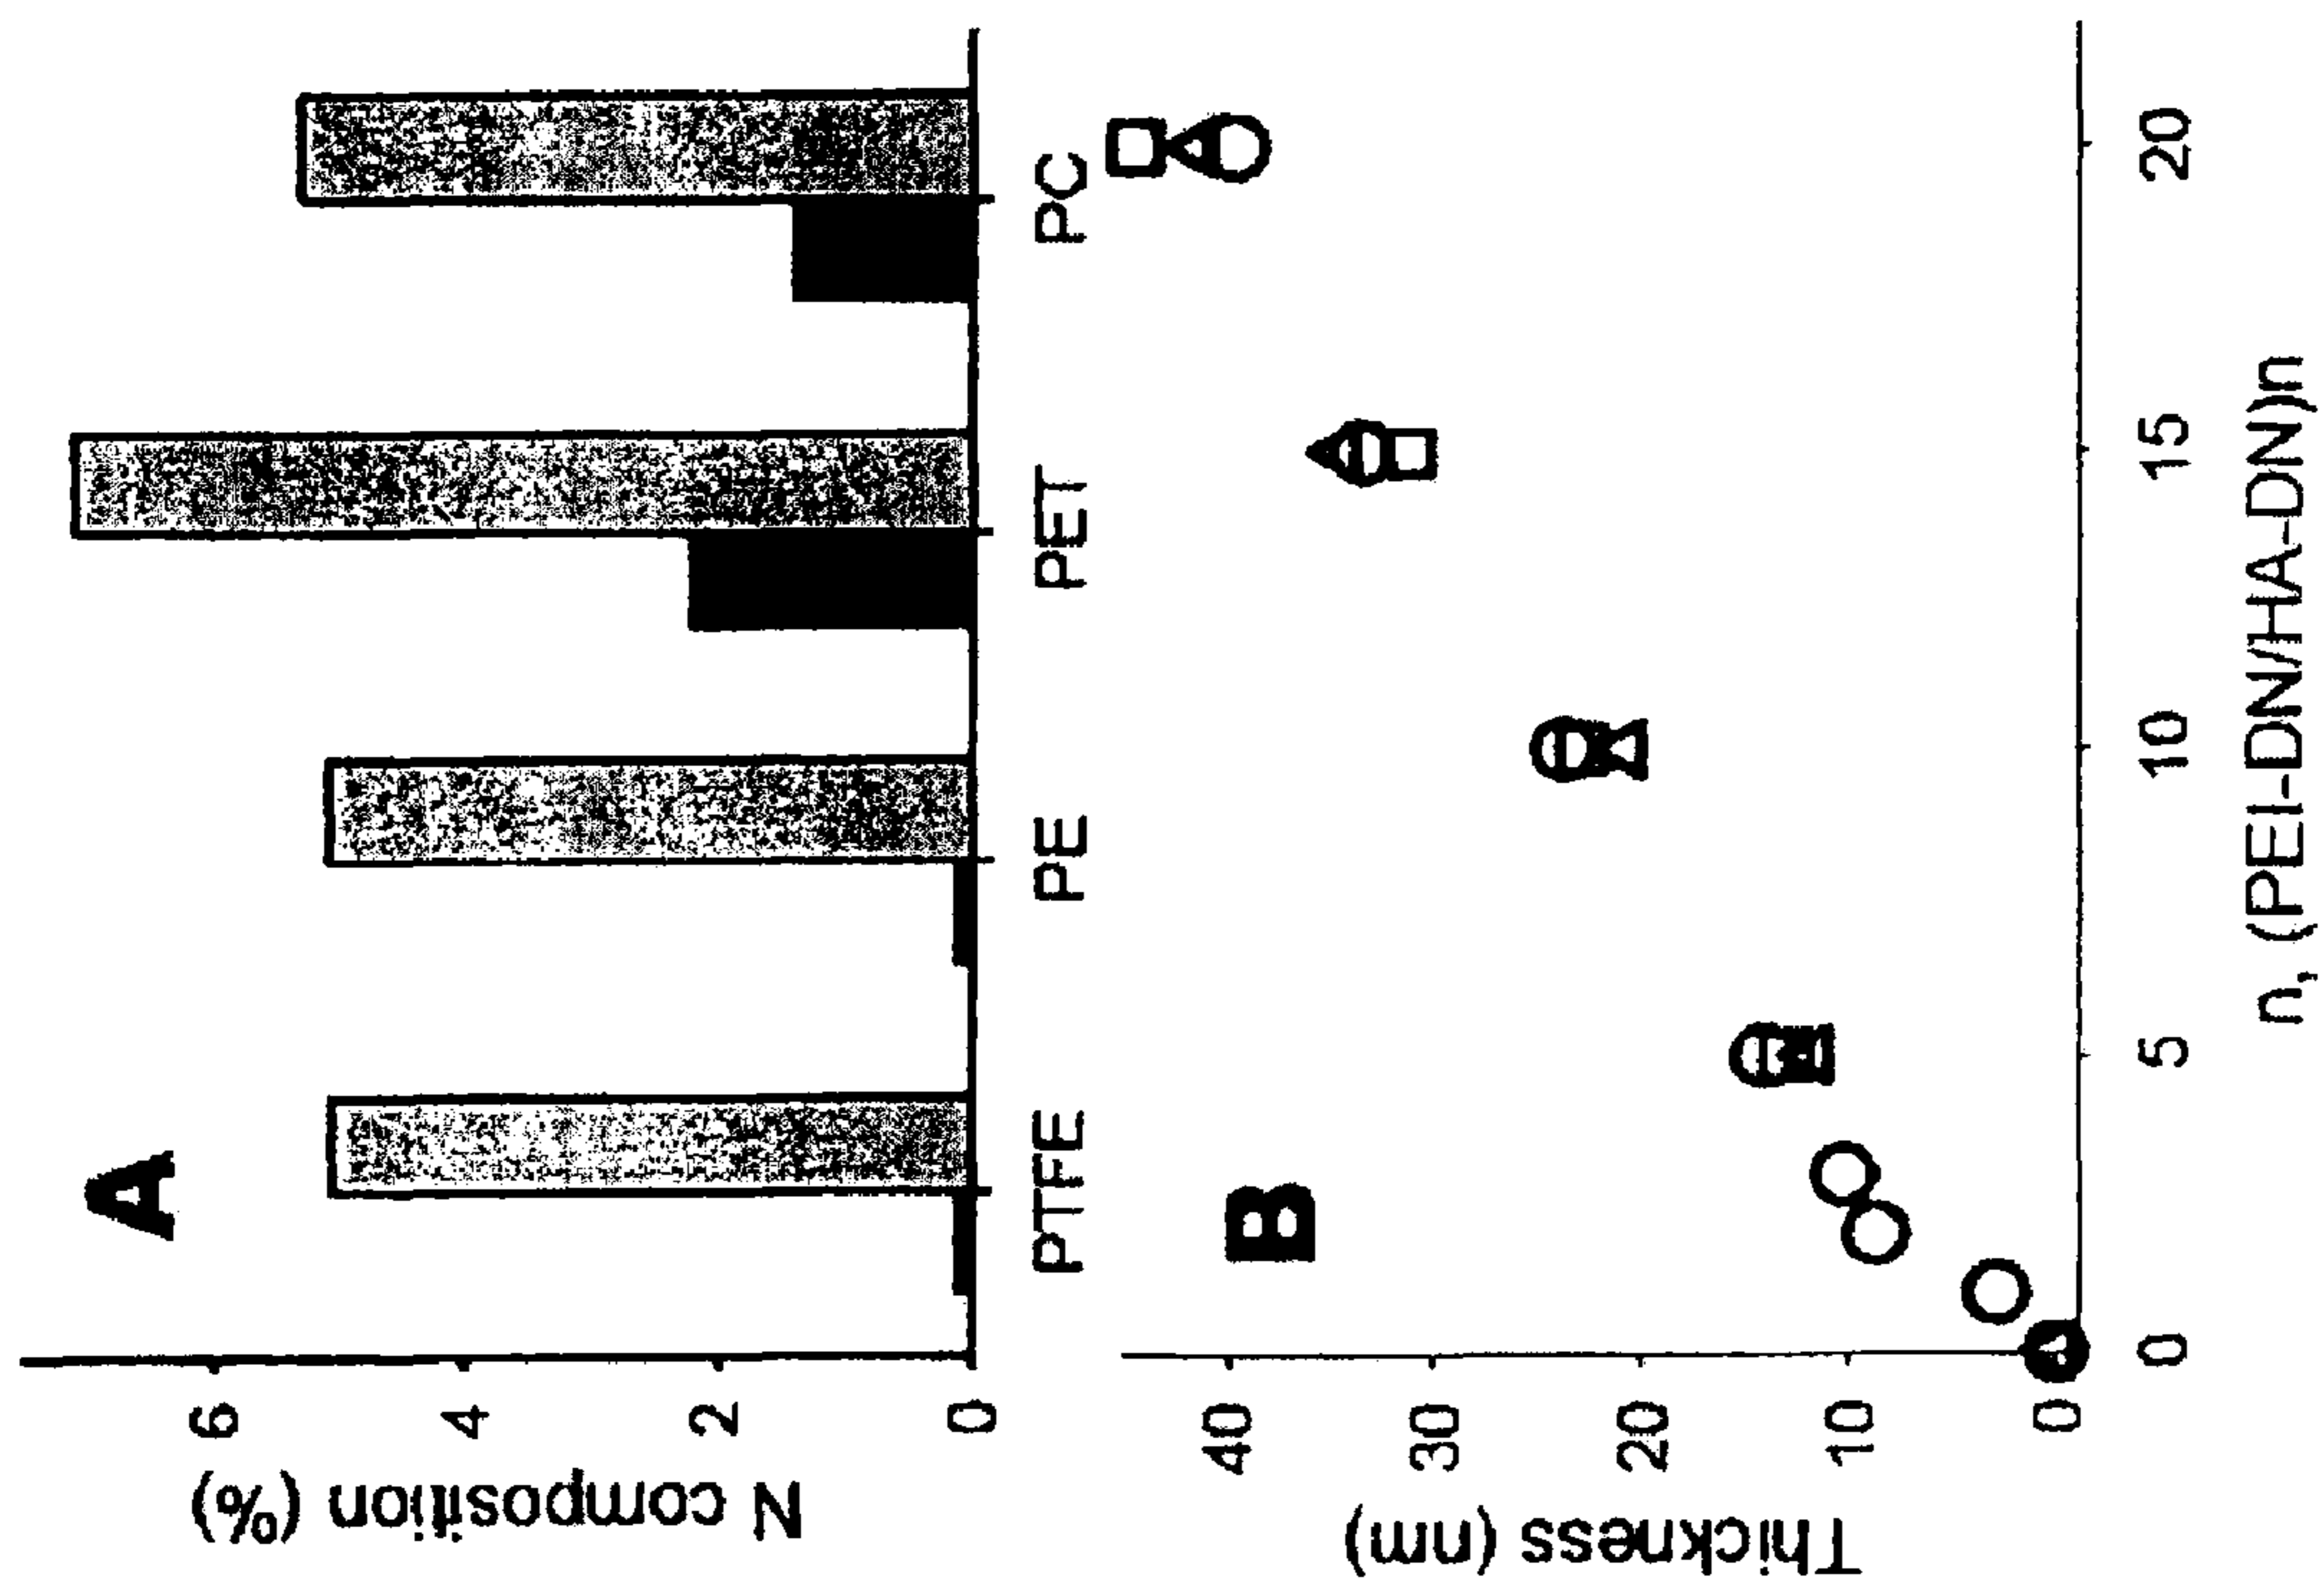 A
N composition (%)
6
4
2
0
PTFE
PE
PET
PC
B
Thickness (nm)
40
30
20
10
0
0
5
10
15
20
n, (PEI-DN/HA-DN)n